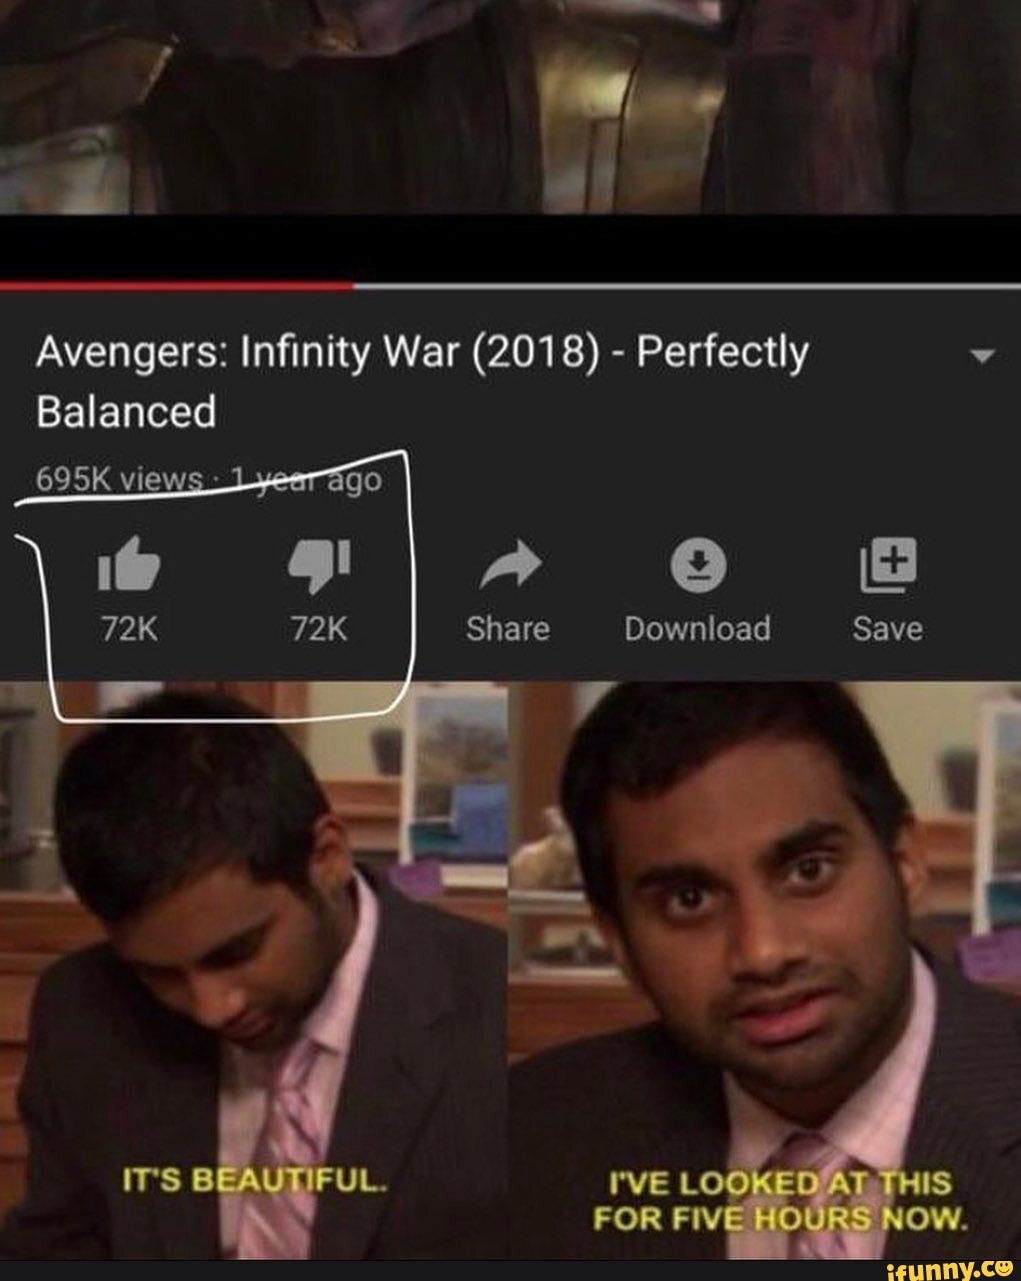 Avengers: Infinity War (2018) - Perfectly
Balanced
695K views · 1 year ago
72K
72K
Share
Download
Save
IT'S BEAUTIFUL.
I'VE LOOKED AT THIS
FOR FIVE HOURS NOW.
ifunny.co